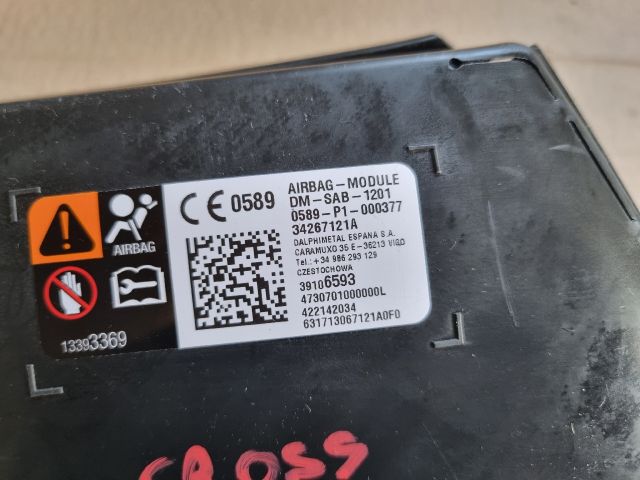 AIRBAG
13393369
CE 0589
AIRBAG-MODULE
DM-SAB-1201
0589-P1-000377
34267121A
DALPHIMETAL ESPANA S.A.
CARAMUXO 35 E-36213 VIGO
Tel.: +34 986 293 129
CZESTOCHOWA
39106593
4730701000000L
422142034
631713067121A0F0
CROSS